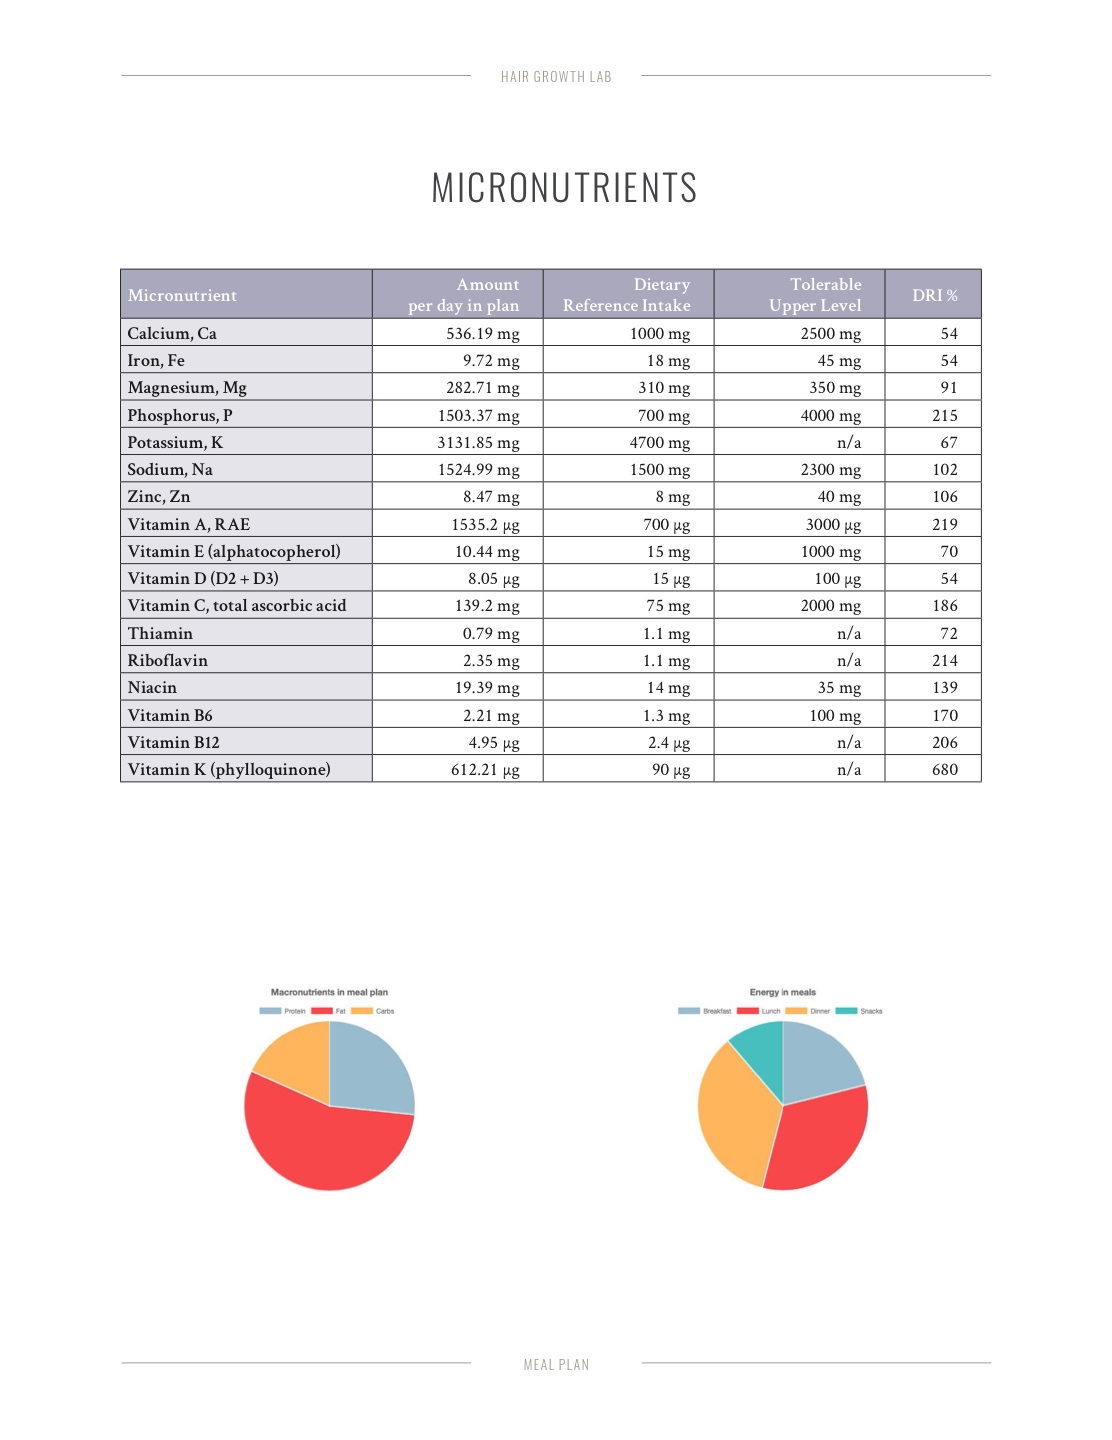 HAIR GROWTH LAB
MICRONUTRIENTS
Micronutrient Amount per day in plan Dietary Reference Intake Tolerable Upper Level DRI %
Calcium, Ca 536.19 mg 1000 mg 2500 mg 54
Iron, Fe 9.72 mg 18 mg 45 mg 54
Magnesium, Mg 282.71 mg 310 mg 350 mg 91
Phosphorus, P 1503.37 mg 700 mg 4000 mg 215
Potassium, K 3131.85 mg 4700 mg n/a 67
Sodium, Na 1524.99 mg 1500 mg 2300 mg 102
Zinc, Zn 8.47 mg 8 mg 40 mg 106
Vitamin A, RAE 1535.2 µg 700 µg 3000 µg 219
Vitamin E (alphatocopherol) 10.44 mg 15 mg 1000 mg 70
Vitamin D (D2 + D3) 8.05 µg 15 µg 100 µg 54
Vitamin C, total ascorbic acid 139.2 mg 75 mg 2000 mg 186
Thiamin 0.79 mg 1.1 mg n/a 72
Riboflavin 2.35 mg 1.1 mg n/a 214
Niacin 19.39 mg 14 mg 35 mg 139
Vitamin B6 2.21 mg 1.3 mg 100 mg 170
Vitamin B12 4.95 µg 2.4 µg n/a 206
Vitamin K (phylloquinone) 612.21 µg 90 µg n/a 680
Macronutrients in meal plan
Protein Fat Carbs
Energy in meals
Breakfast Lunch Dinner Snacks
MEAL PLAN